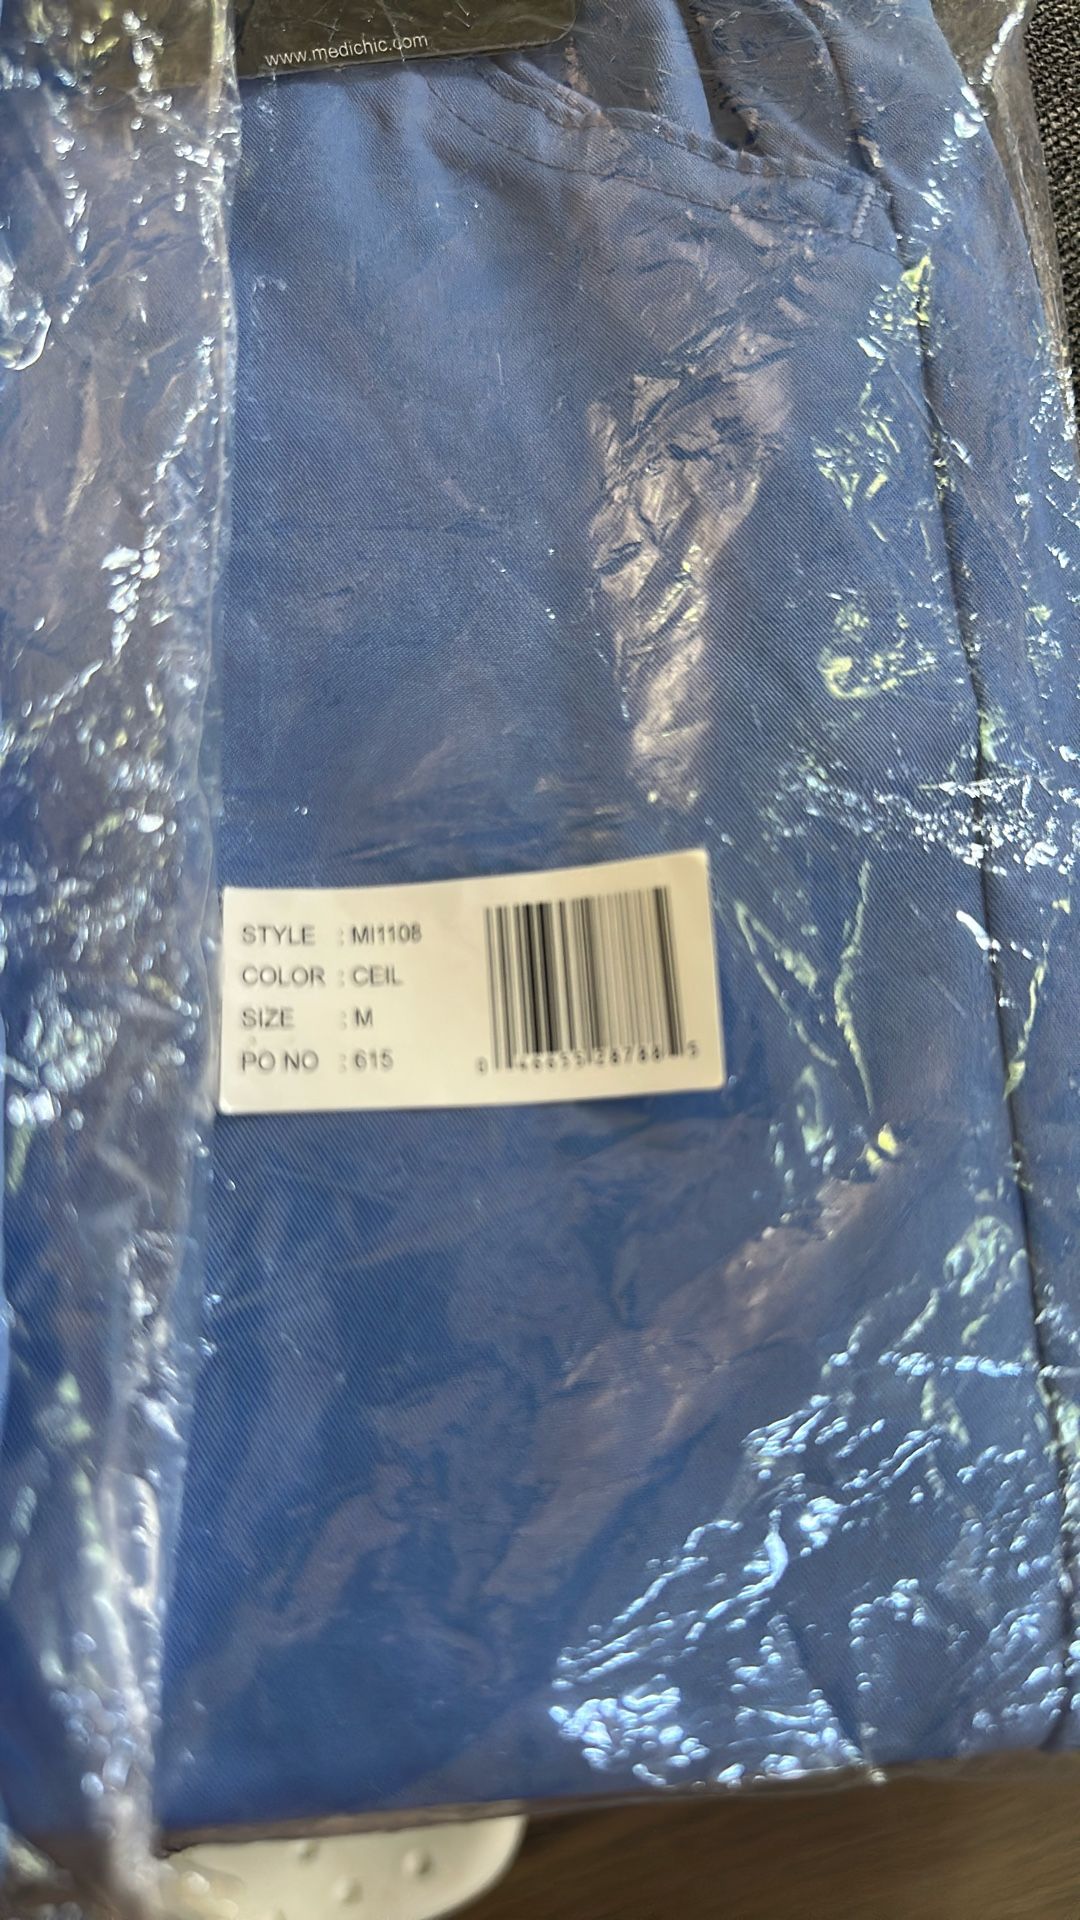 www.medichic.com
STYLE : MI1108
COLOR : CEIL
SIZE : M
PO NO : 615